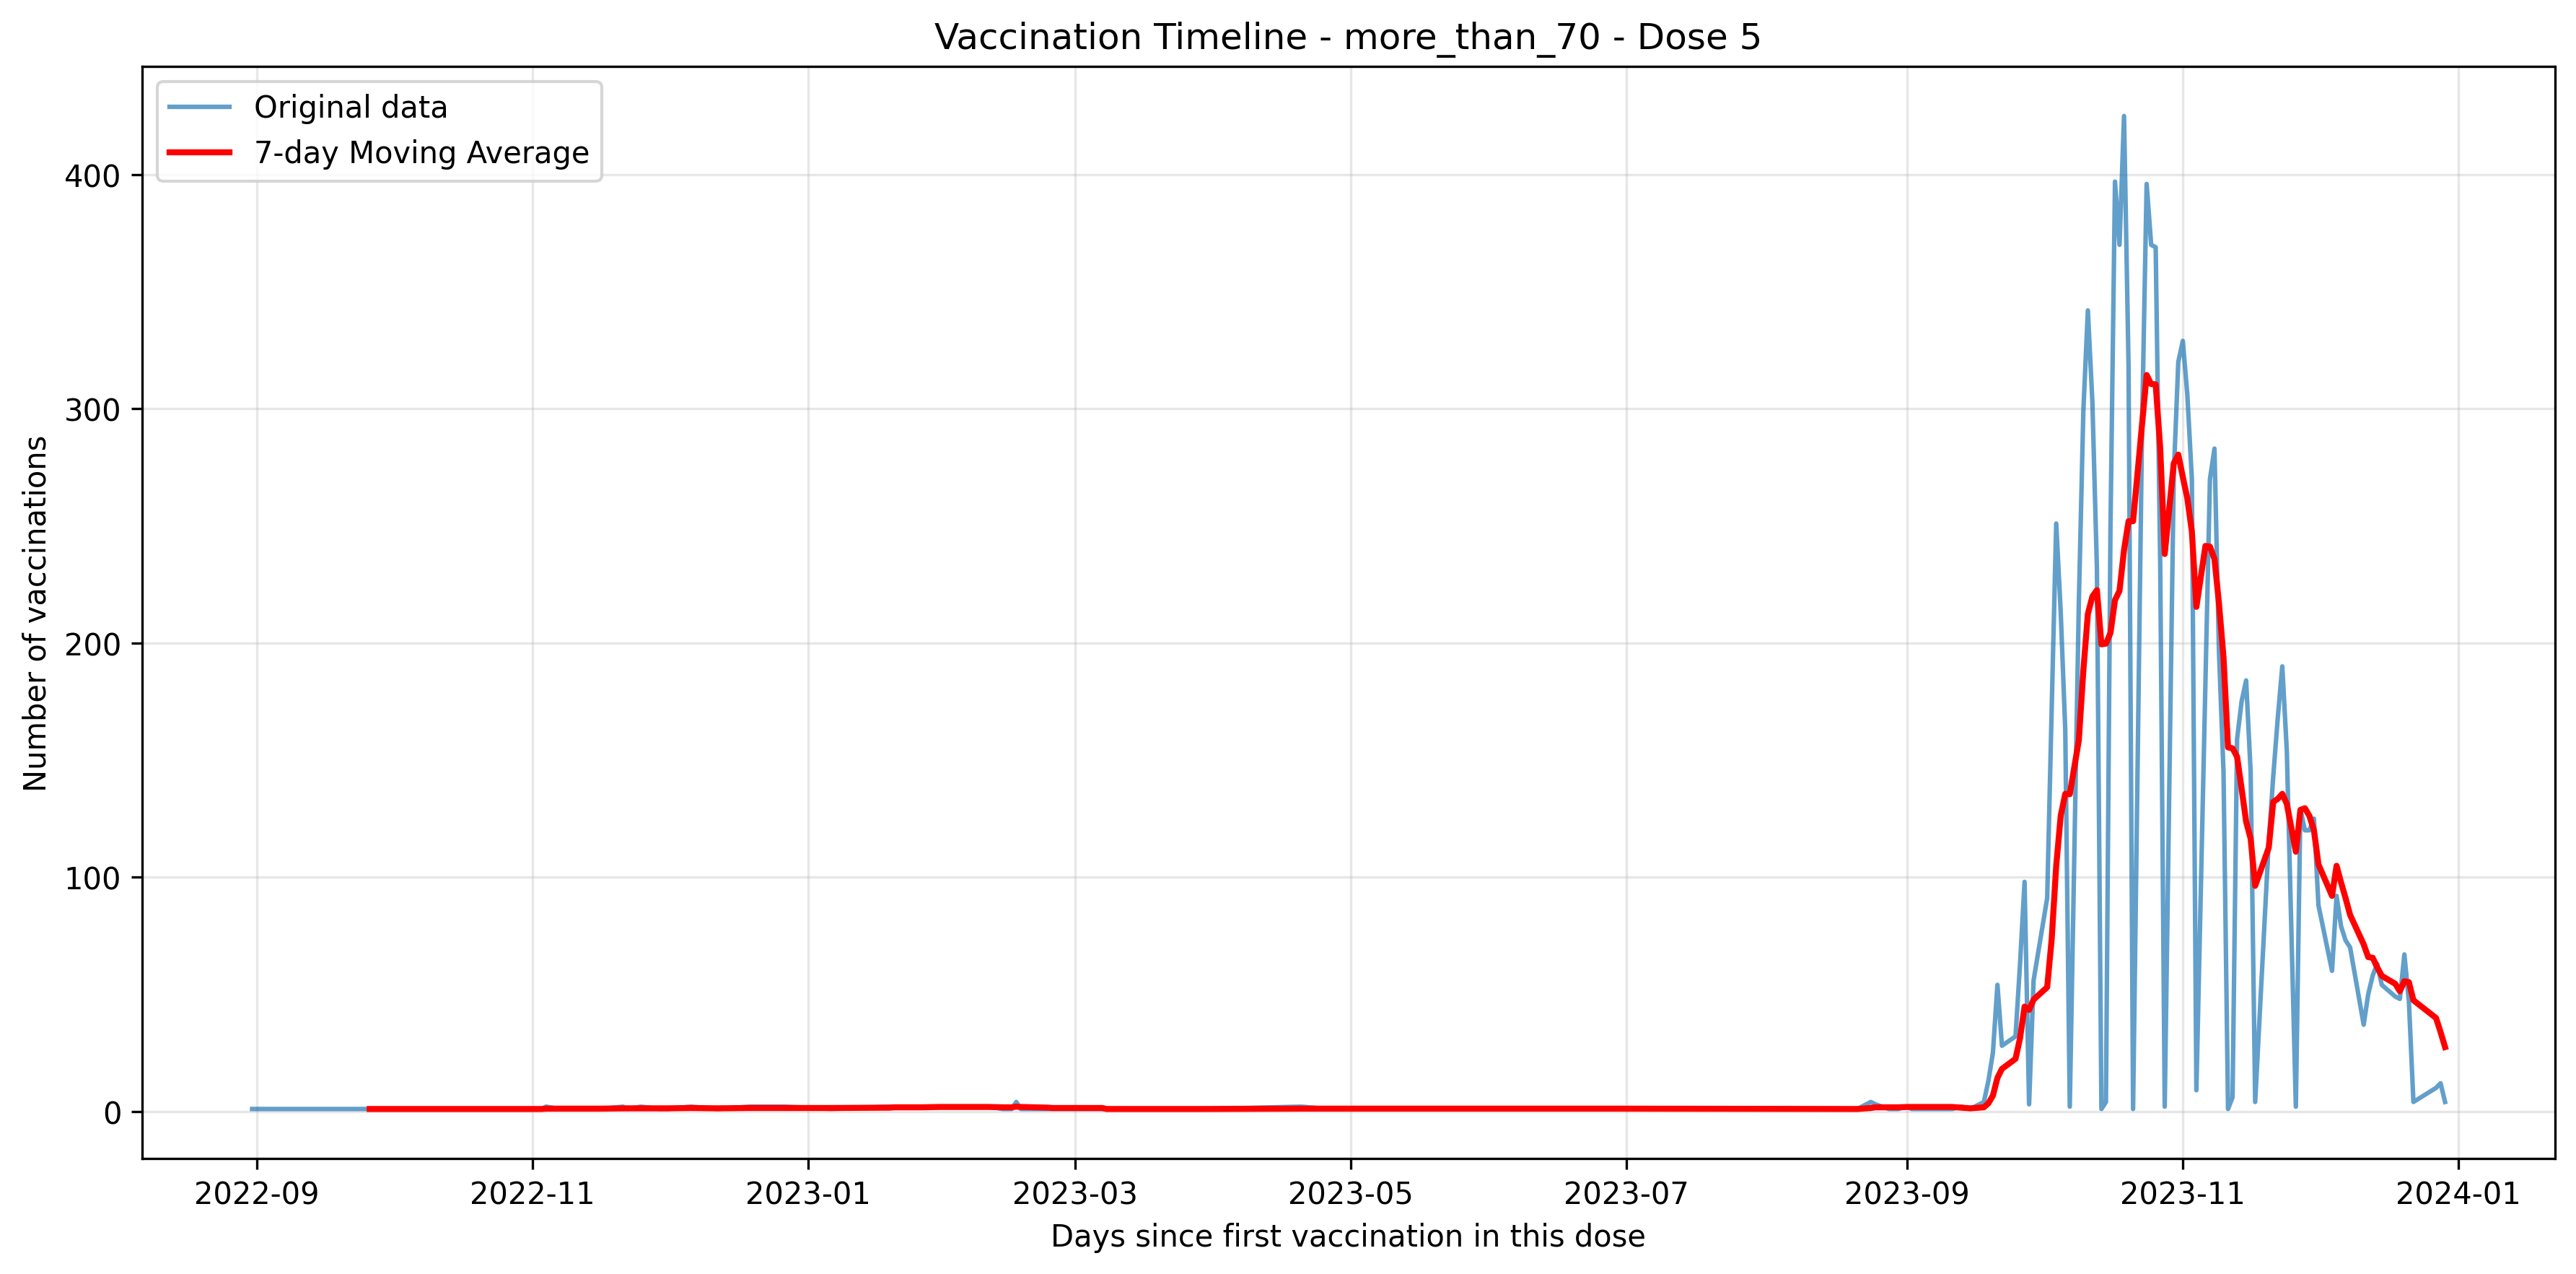 Vaccination Timeline - more_than_70 - Dose 5
Original data
7-day Moving Average
Number of vaccinations
400
300
200
100
0
2022-09
2022-11
2023-01
2023-03
2023-05
2023-07
2023-09
2023-11
2024-01
Days since first vaccination in this dose